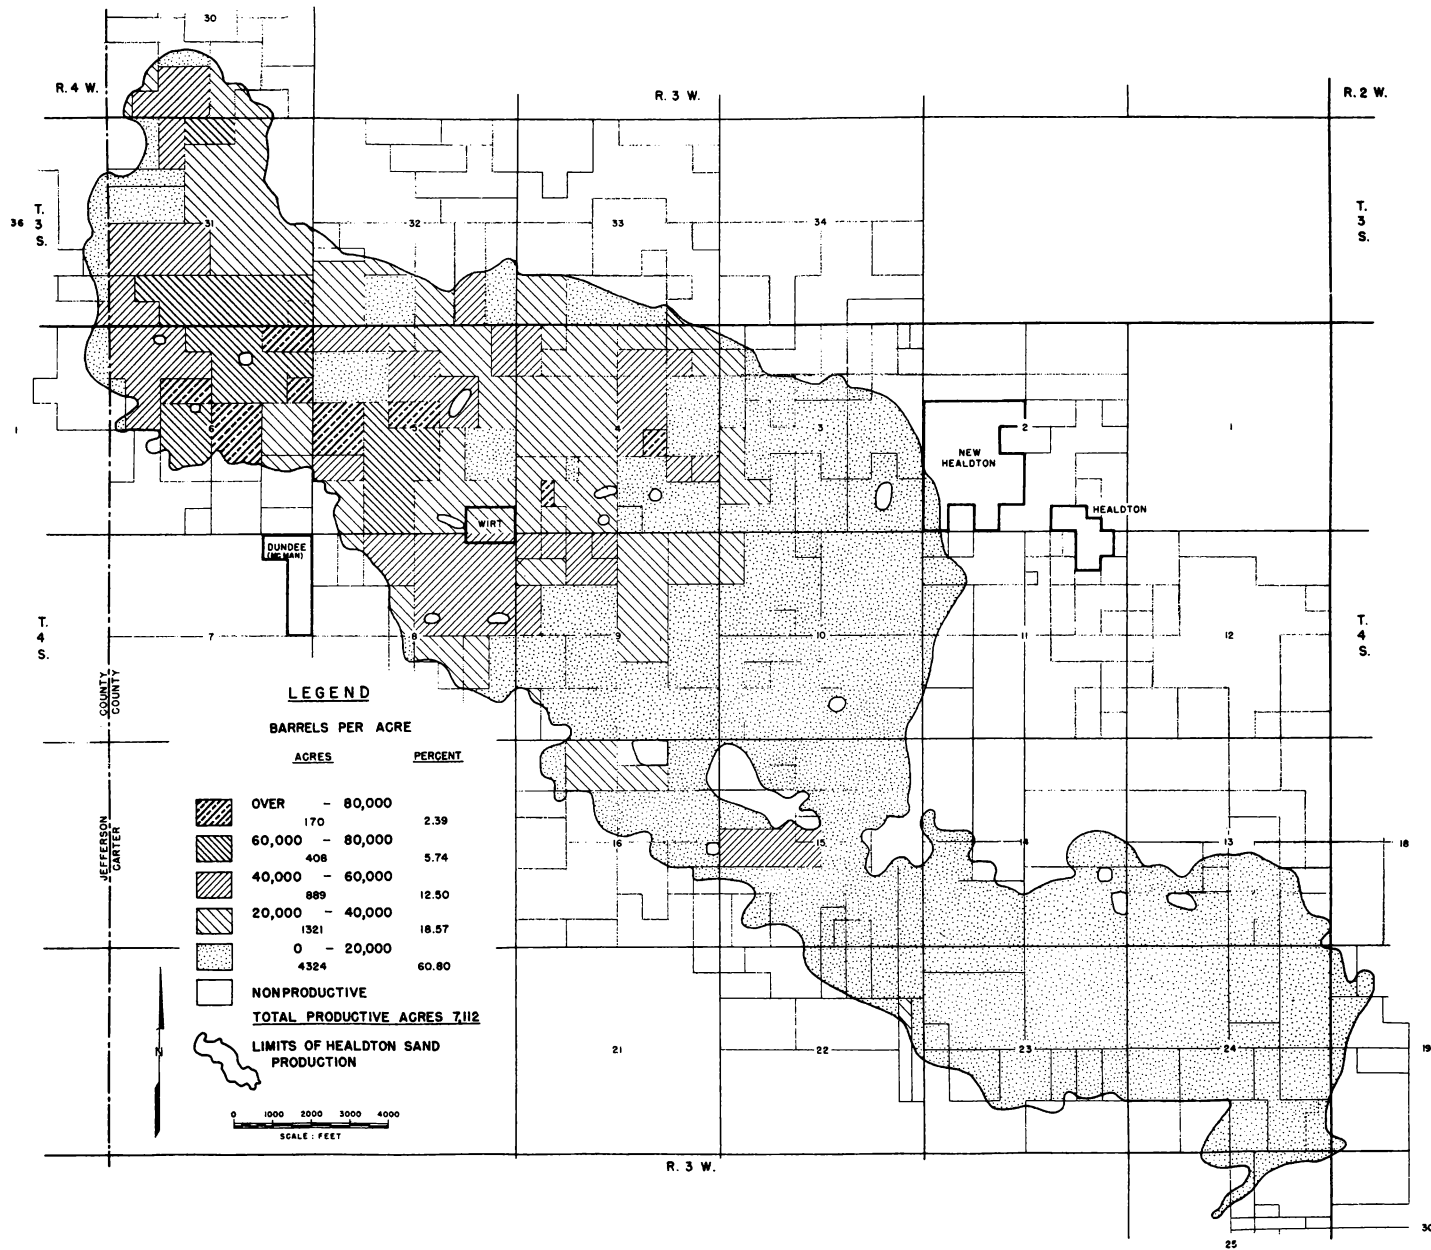 30
R. 4 W.
R. 3 W.
R. 2 W.
36
T.
3
S.
31
32
33
34
T.
3
S.
1
6
5
4
3
2
1
NEW
HEALDTON
HEALDTON
WIRT
DUNDEE
(MC MAN)
T.
4
S.
7
8
9
10
11
12
T.
4
S.
JEFFERSON COUNTY
CARTER COUNTY
LEGEND
BARRELS PER ACRE
ACRES PERCENT
OVER - 80,000
170 2.39
60,000 - 80,000
408 5.74
40,000 - 60,000
889 12.50
20,000 - 40,000
1321 18.57
0 - 20,000
4324 60.80
NONPRODUCTIVE
TOTAL PRODUCTIVE ACRES 7,112
LIMITS OF HEALDTON SAND
PRODUCTION
N
0 1000 2000 3000 4000
SCALE : FEET
16
15
14
13
18
21
22
23
24
19
R. 3 W.
25
30